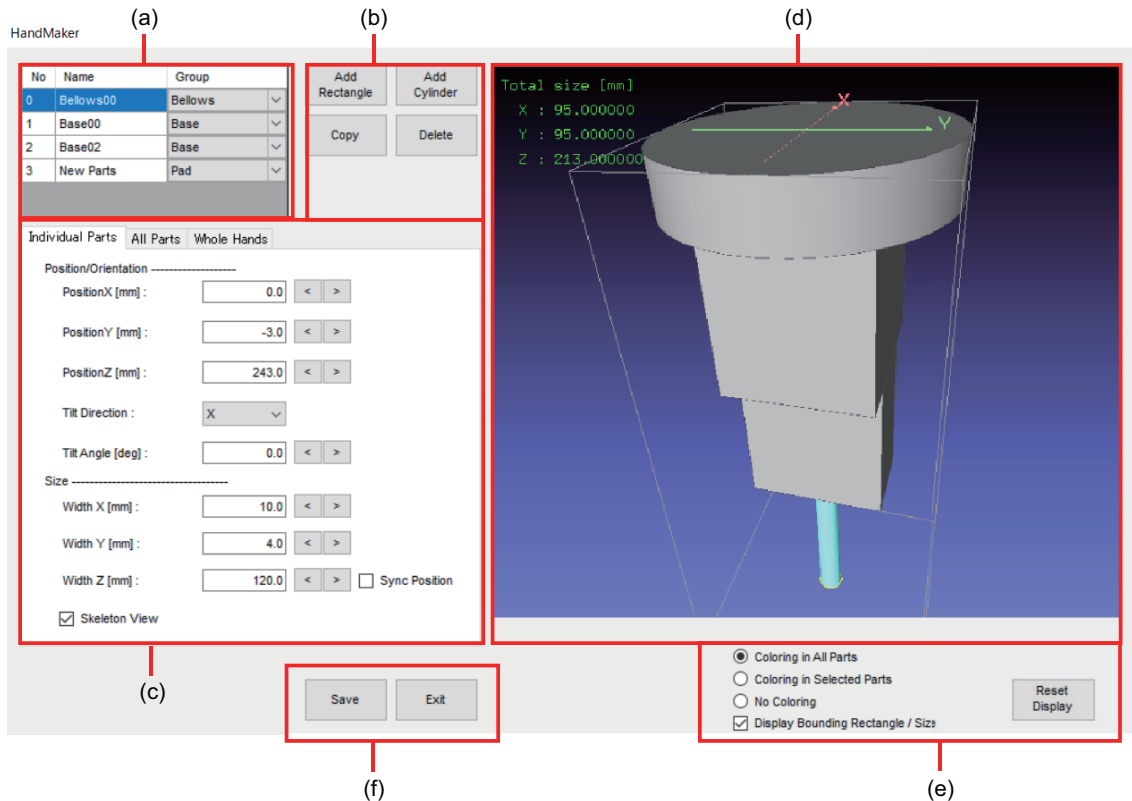 (a)
(b)
(d)
HandMaker
No Name Group
0 Bellows00 Bellows
1 Base00 Base
2 Base02 Base
3 New Parts Pad
Add Rectangle
Add Cylinder
Copy
Delete
Total size [mm]
X : 95.000000
Y : 95.000000
Z : 213.000000
X
Y
Individual Parts All Parts Whole Hands
Position/Orientation --------------------
PositionX [mm] : 0.0 < >
PositionY [mm] : -3.0 < >
PositionZ [mm] : 243.0 < >
Tilt Direction : X
Tilt Angle [deg] : 0.0 < >
Size -------------------------------------
Width X [mm] : 10.0 < >
Width Y [mm] : 4.0 < >
Width Z [mm] : 120.0 < > Sync Position
Skeleton View
Coloring in All Parts
Coloring in Selected Parts
No Coloring
Display Bounding Rectangle / Size
Reset Display
(c)
Save
Exit
(f)
(e)